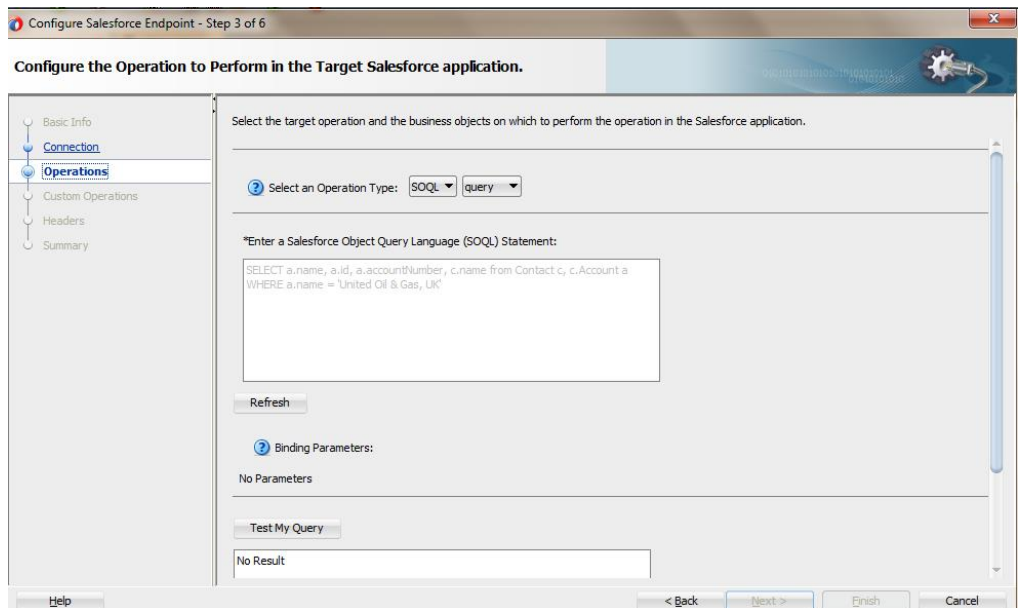 Configure Salesforce Endpoint - Step 3 of 6
Configure the Operation to Perform in the Target Salesforce application.
Basic Info
Connection
Operations
Custom Operations
Headers
Summary
Select the target operation and the business objects on which to perform the operation in the Salesforce application.
Select an Operation Type: SOQL query
*Enter a Salesforce Object Query Language (SOQL) Statement:
SELECT a.name, a.id, a.accountNumber, c.name from Contact c, c.Account a
WHERE a.name = 'United Oil & Gas, UK'
Refresh
Binding Parameters:
No Parameters
Test My Query
No Result
Help
< Back Next > Finish Cancel